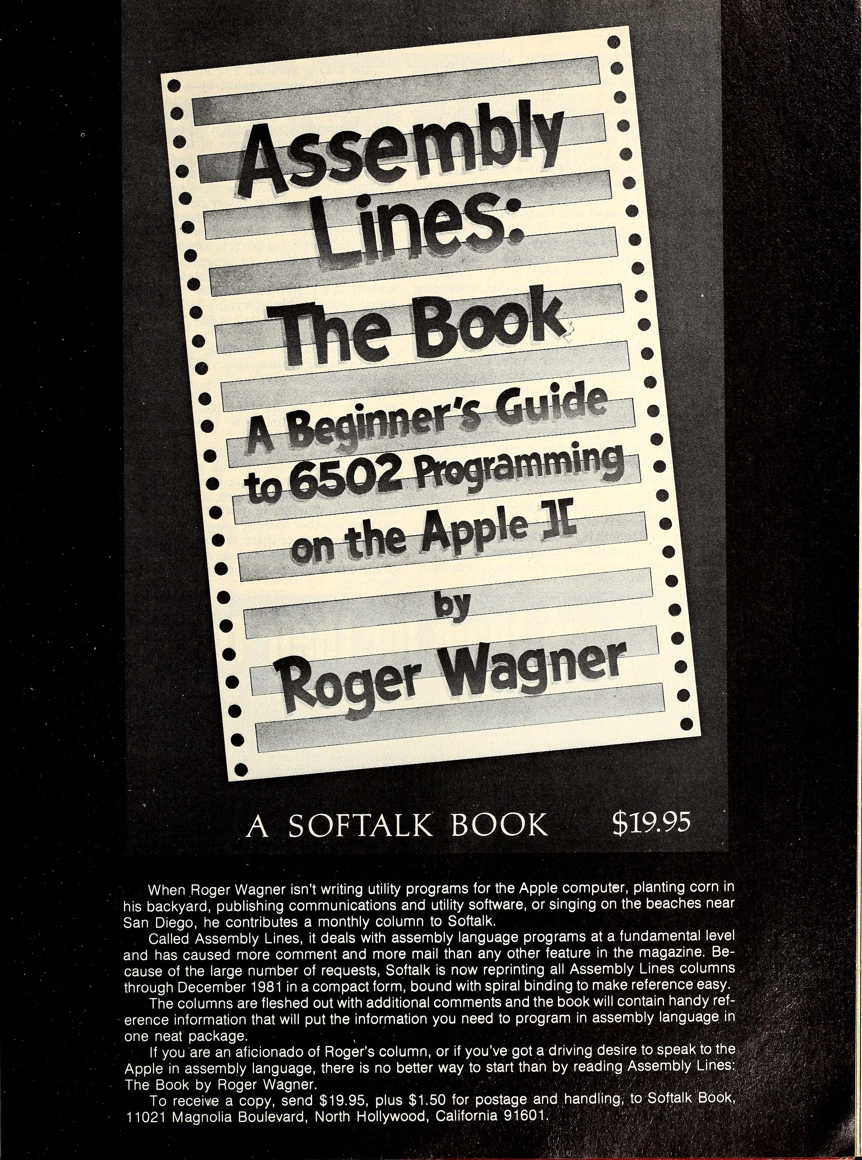 Assembly
Lines:
The Book
A Beginner's Guide
to 6502 Programming
on the Apple ][
by
Roger Wagner
A SOFTALK BOOK $19.95
When Roger Wagner isn't writing utility programs for the Apple computer, planting corn in
his backyard, publishing communications and utility software, or singing on the beaches near
San Diego, he contributes a monthly column to Softalk.
Called Assembly Lines, it deals with assembly language programs at a fundamental level
and has caused more comment and more mail than any other feature in the magazine. Be-
cause of the large number of requests, Softalk is now reprinting all Assembly Lines columns
through December 1981 in a compact form, bound with spiral binding to make reference easy.
The columns are fleshed out with additional comments and the book will contain handy ref-
erence information that will put the information you need to program in assembly language in
one neat package.
If you are an aficionado of Roger's column, or if you've got a driving desire to speak to the
Apple in assembly language, there is no better way to start than by reading Assembly Lines:
The Book by Roger Wagner.
To receive a copy, send $19.95, plus $1.50 for postage and handling, to Softalk Book,
11021 Magnolia Boulevard, North Hollywood, California 91601.